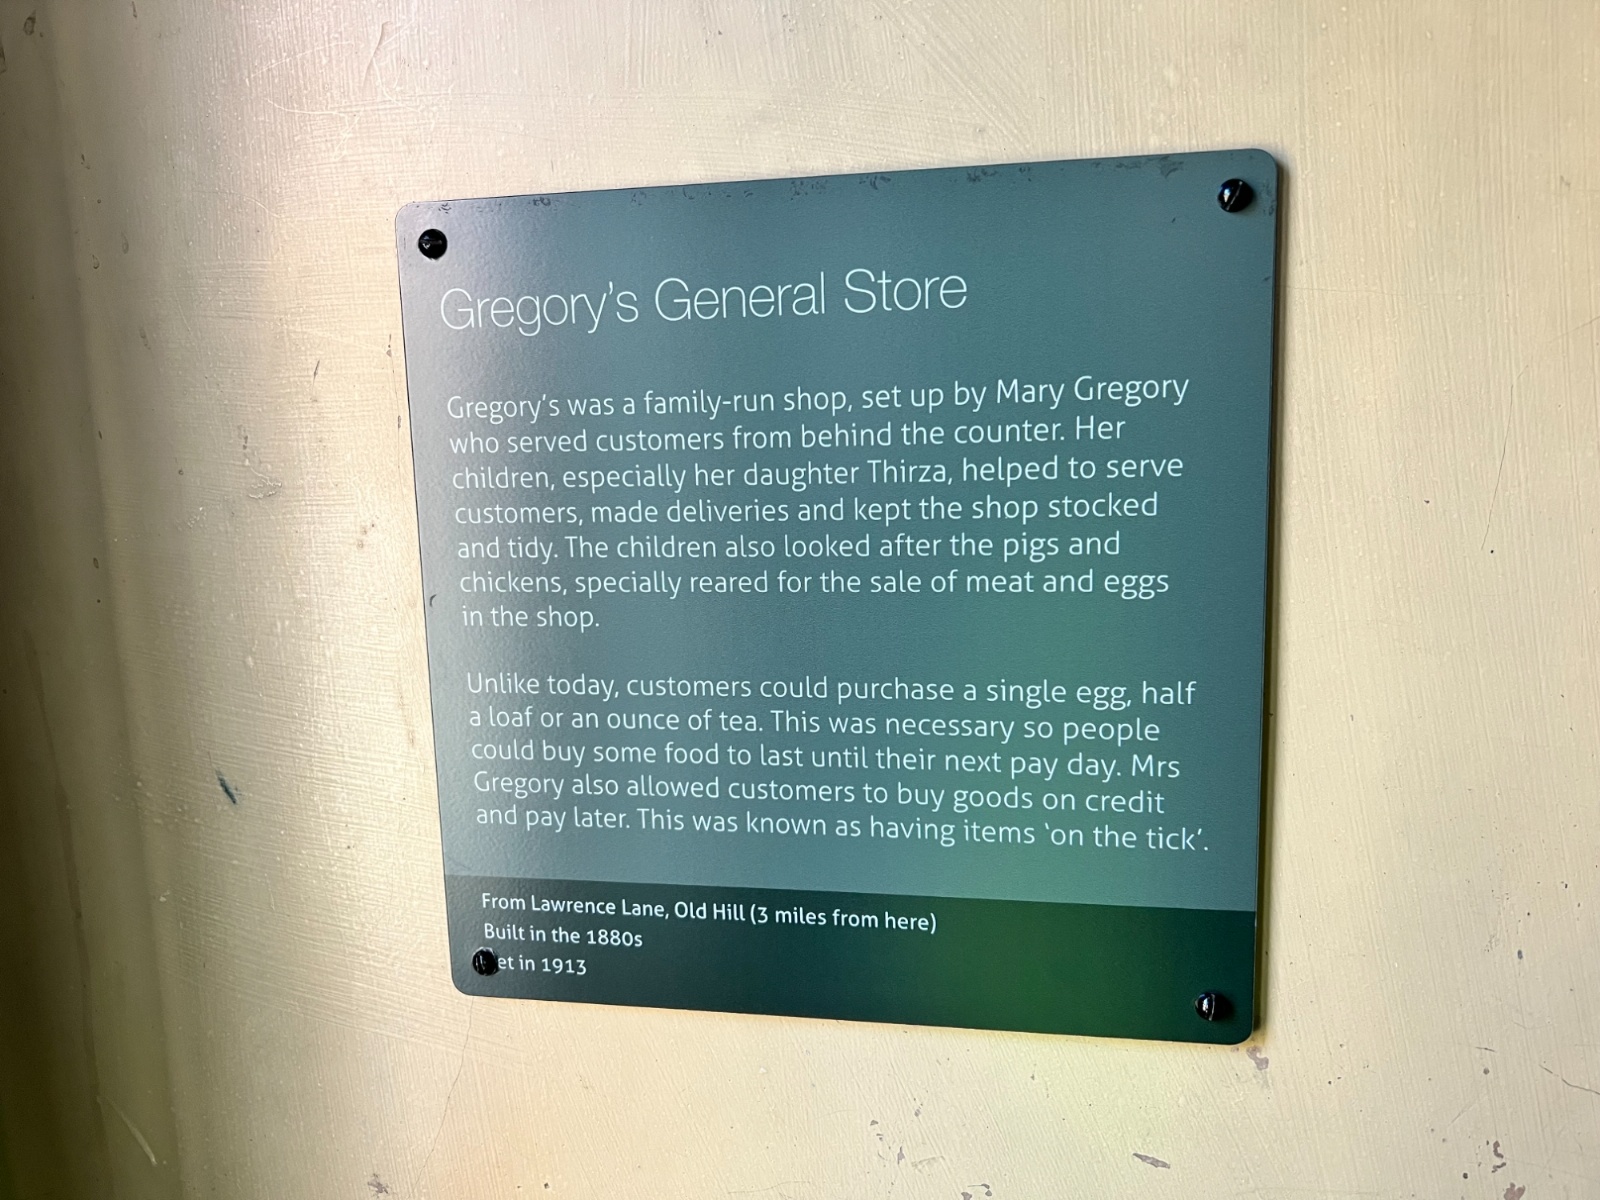 Gregory's General Store
Gregory's was a family-run shop, set up by Mary Gregory
who served customers from behind the counter. Her
children, especially her daughter Thirza, helped to serve
customers, made deliveries and kept the shop stocked
and tidy. The children also looked after the pigs and
chickens, specially reared for the sale of meat and eggs
in the shop.
Unlike today, customers could purchase a single egg, half
a loaf or an ounce of tea. This was necessary so people
could buy some food to last until their next pay day. Mrs
Gregory also allowed customers to buy goods on credit
and pay later. This was known as having items ‘on the tick’.
From Lawrence Lane, Old Hill (3 miles from here)
Built in the 1880s
in 1913